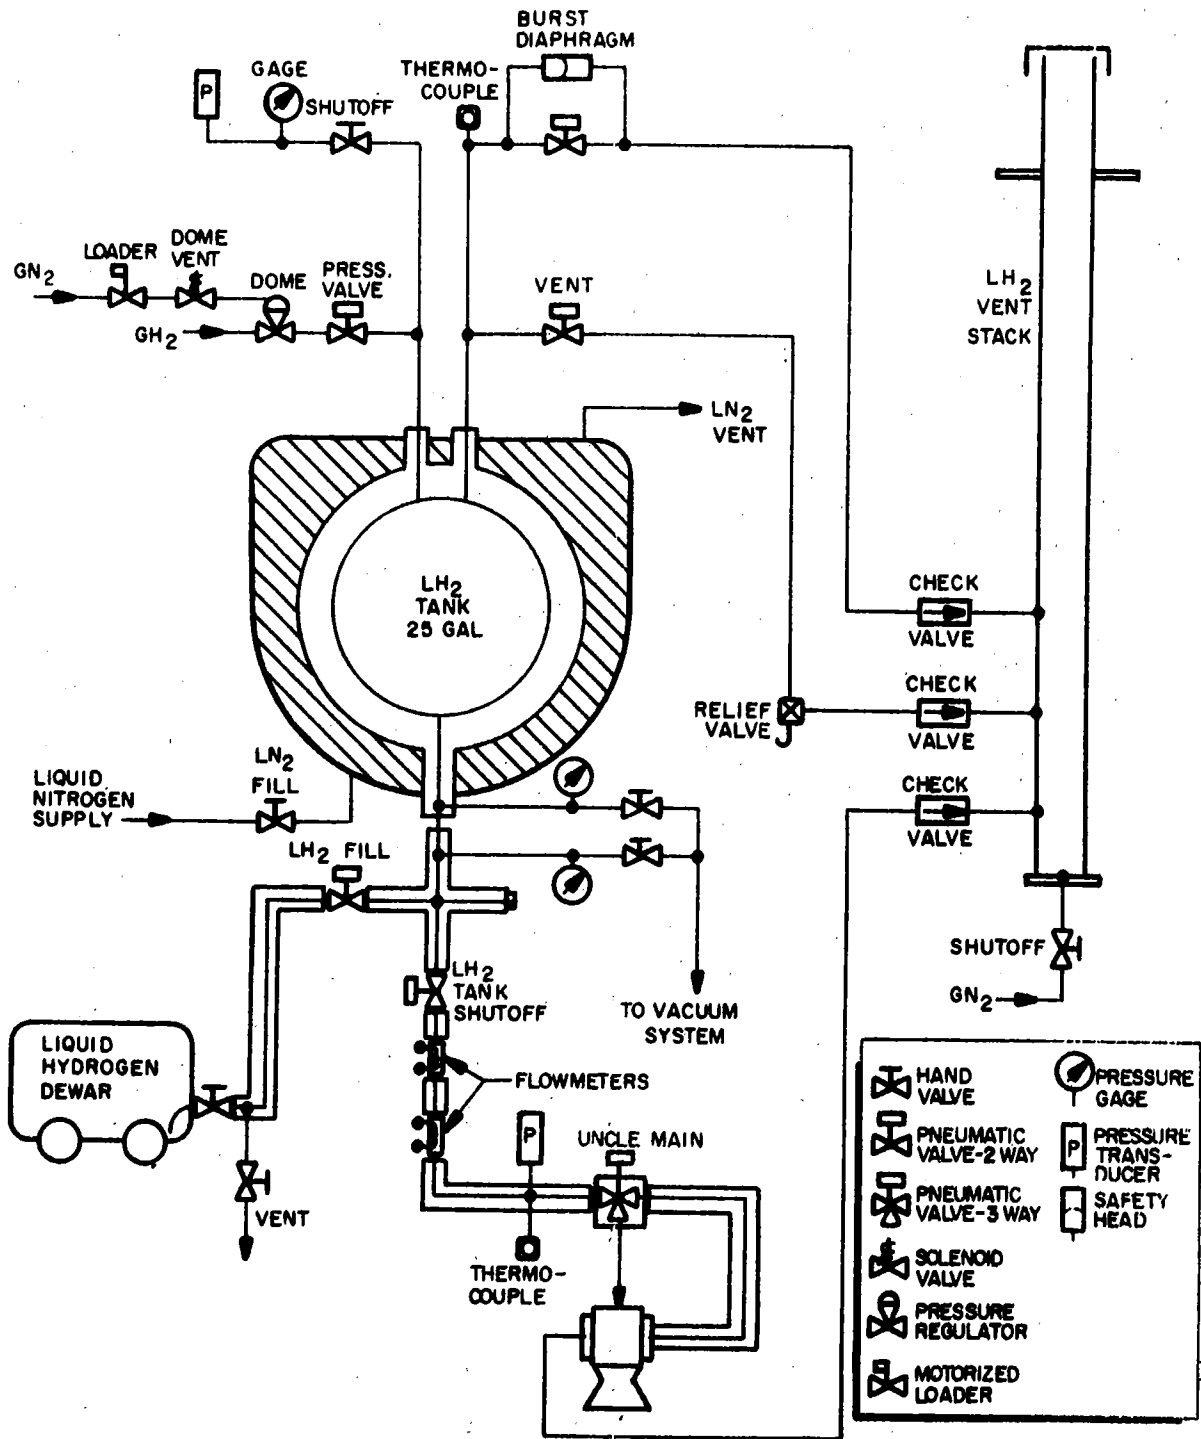 BURST
DIAPHRAGM
THERMO-
COUPLE
GAGE
P
SHUTOFF
LOADER
DOME
VENT
GN2
DOME
PRESS.
VALVE
GH2
VENT
LH2
VENT
STACK
LN2
VENT
LH2
TANK
25 GAL
CHECK
VALVE
CHECK
VALVE
RELIEF
VALVE
CHECK
VALVE
LN2
FILL
LIQUID
NITROGEN
SUPPLY
LH2 FILL
LH2
TANK
SHUTOFF
TO VACUUM
SYSTEM
SHUTOFF
GN2
LIQUID
HYDROGEN
DEWAR
FLOWMETERS
P
UNCLE MAIN
VENT
THERMO-
COUPLE
HAND
VALVE
PNEUMATIC
VALVE-2 WAY
PNEUMATIC
VALVE-3 WAY
SOLENOID
VALVE
PRESSURE
REGULATOR
MOTORIZED
LOADER
PRESSURE
GAGE
P
PRESSURE
TRANS-
DUCER
SAFETY
HEAD